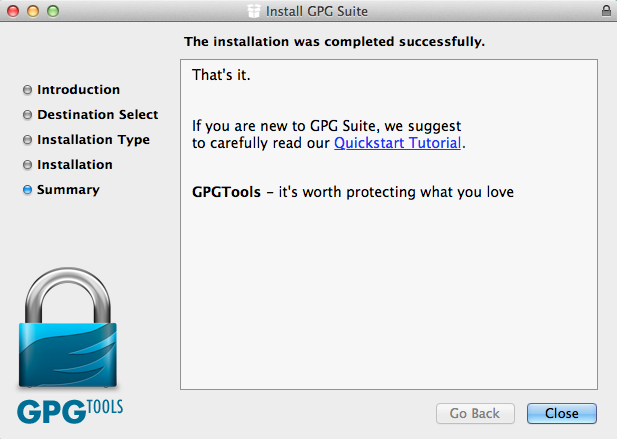 Install GPG Suite
The installation was completed successfully.
Introduction
Destination Select
Installation Type
Installation
Summary
That's it.
If you are new to GPG Suite, we suggest
to carefully read our Quickstart Tutorial.
GPGTools – it's worth protecting what you love
GPGTOOLS
Go Back
Close